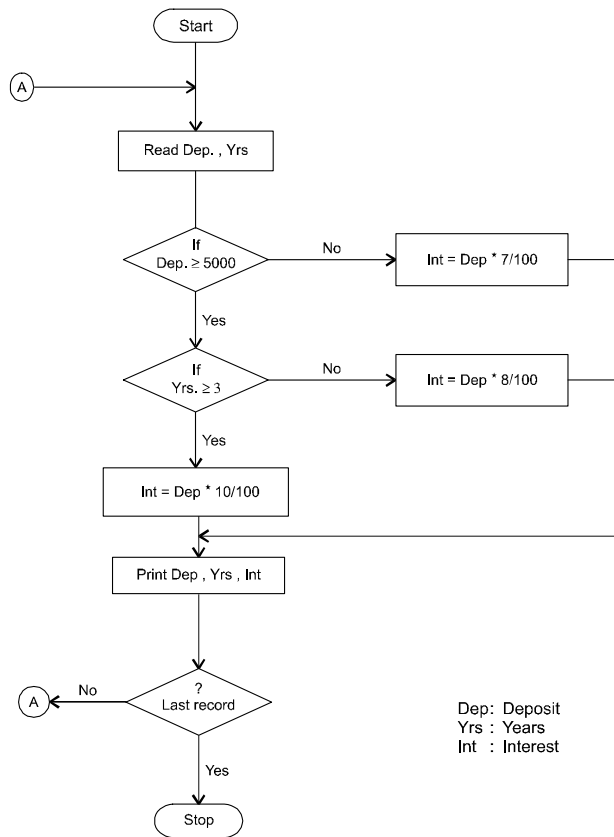 Start
A
Read Dep. , Yrs
If
Dep. ≥ 5000
No
Int = Dep * 7/100
Yes
If
Yrs. ≥ 3
No
Int = Dep * 8/100
Yes
Int = Dep * 10/100
Print Dep , Yrs , Int
?
Last record
No
A
Yes
Stop
Dep: Deposit
Yrs : Years
Int : Interest